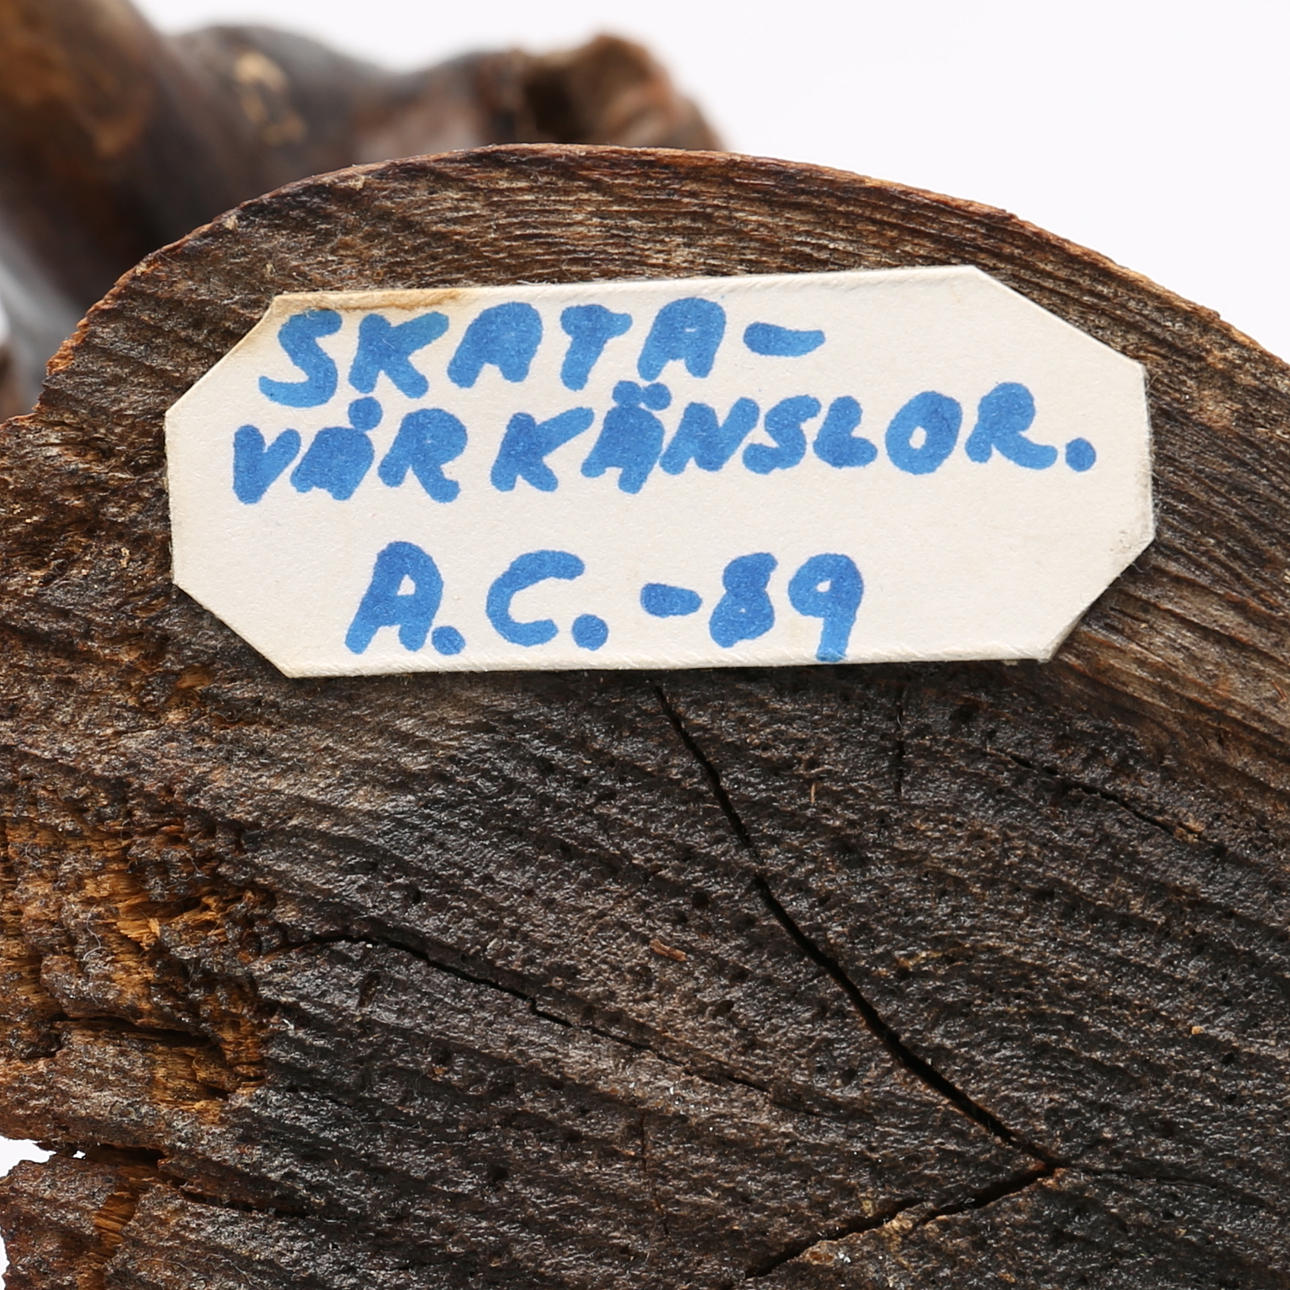 SKATA-
VÅRKÄNSLOR.
A.C.-89